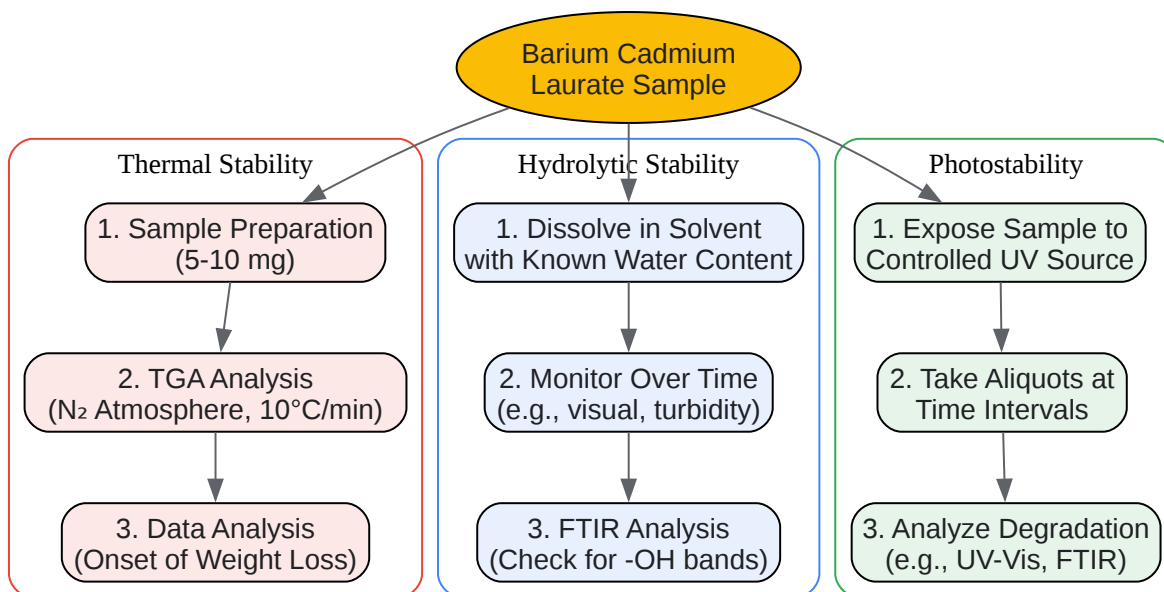 Barium Cadmium
Laurate Sample
Thermal Stability
1. Sample Preparation
(5-10 mg)
2. TGA Analysis
(N₂ Atmosphere, 10°C/min)
3. Data Analysis
(Onset of Weight Loss)
Hydrolytic Stability
1. Dissolve in Solvent
with Known Water Content
2. Monitor Over Time
(e.g., visual, turbidity)
3. FTIR Analysis
(Check for -OH bands)
Photostability
1. Expose Sample to
Controlled UV Source
2. Take Aliquots at
Time Intervals
3. Analyze Degradation
(e.g., UV-Vis, FTIR)